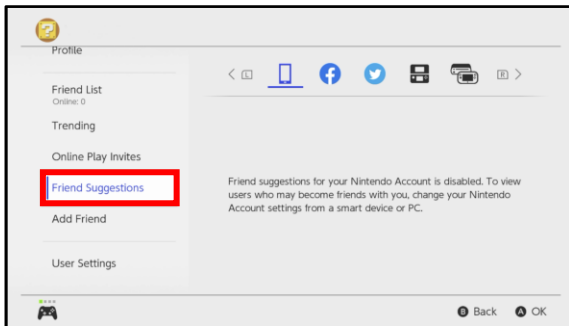 Profile
Friend List
Online: 0
Trending
Online Play Invites
Friend Suggestions
Add Friend
User Settings
L
R
Friend suggestions for your Nintendo Account is disabled. To view
users who may become friends with you, change your Nintendo
Account settings from a smart device or PC.
B Back A OK